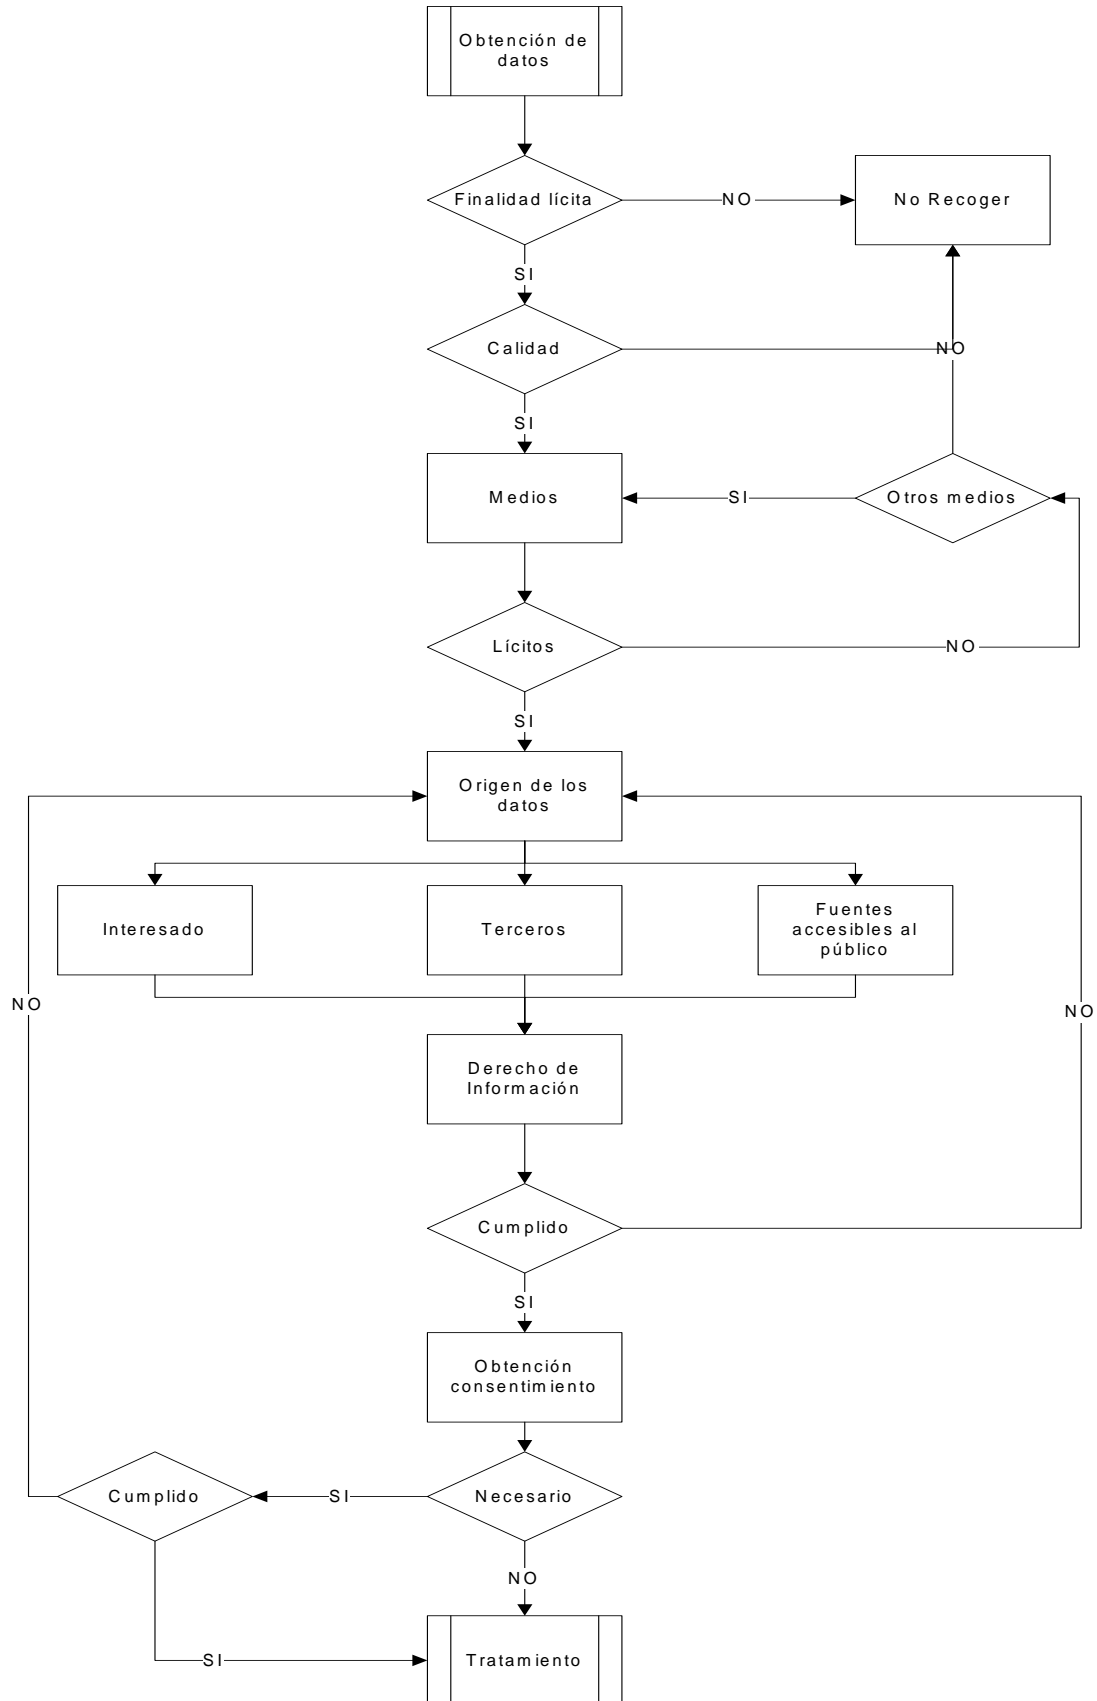 Obtención de
datos
Finalidad lícita
NO
No Recoger
SI
Calidad
NO
SI
Medios
SI
Otros medios
Lícitos
NO
SI
Origen de los
datos
Interesado
Terceros
Fuentes
accesibles al
público
NO
NO
Derecho de
Información
Cumplido
SI
Obtención
consentimiento
Cumplido
SI
Necesario
NO
SI
Tratamiento